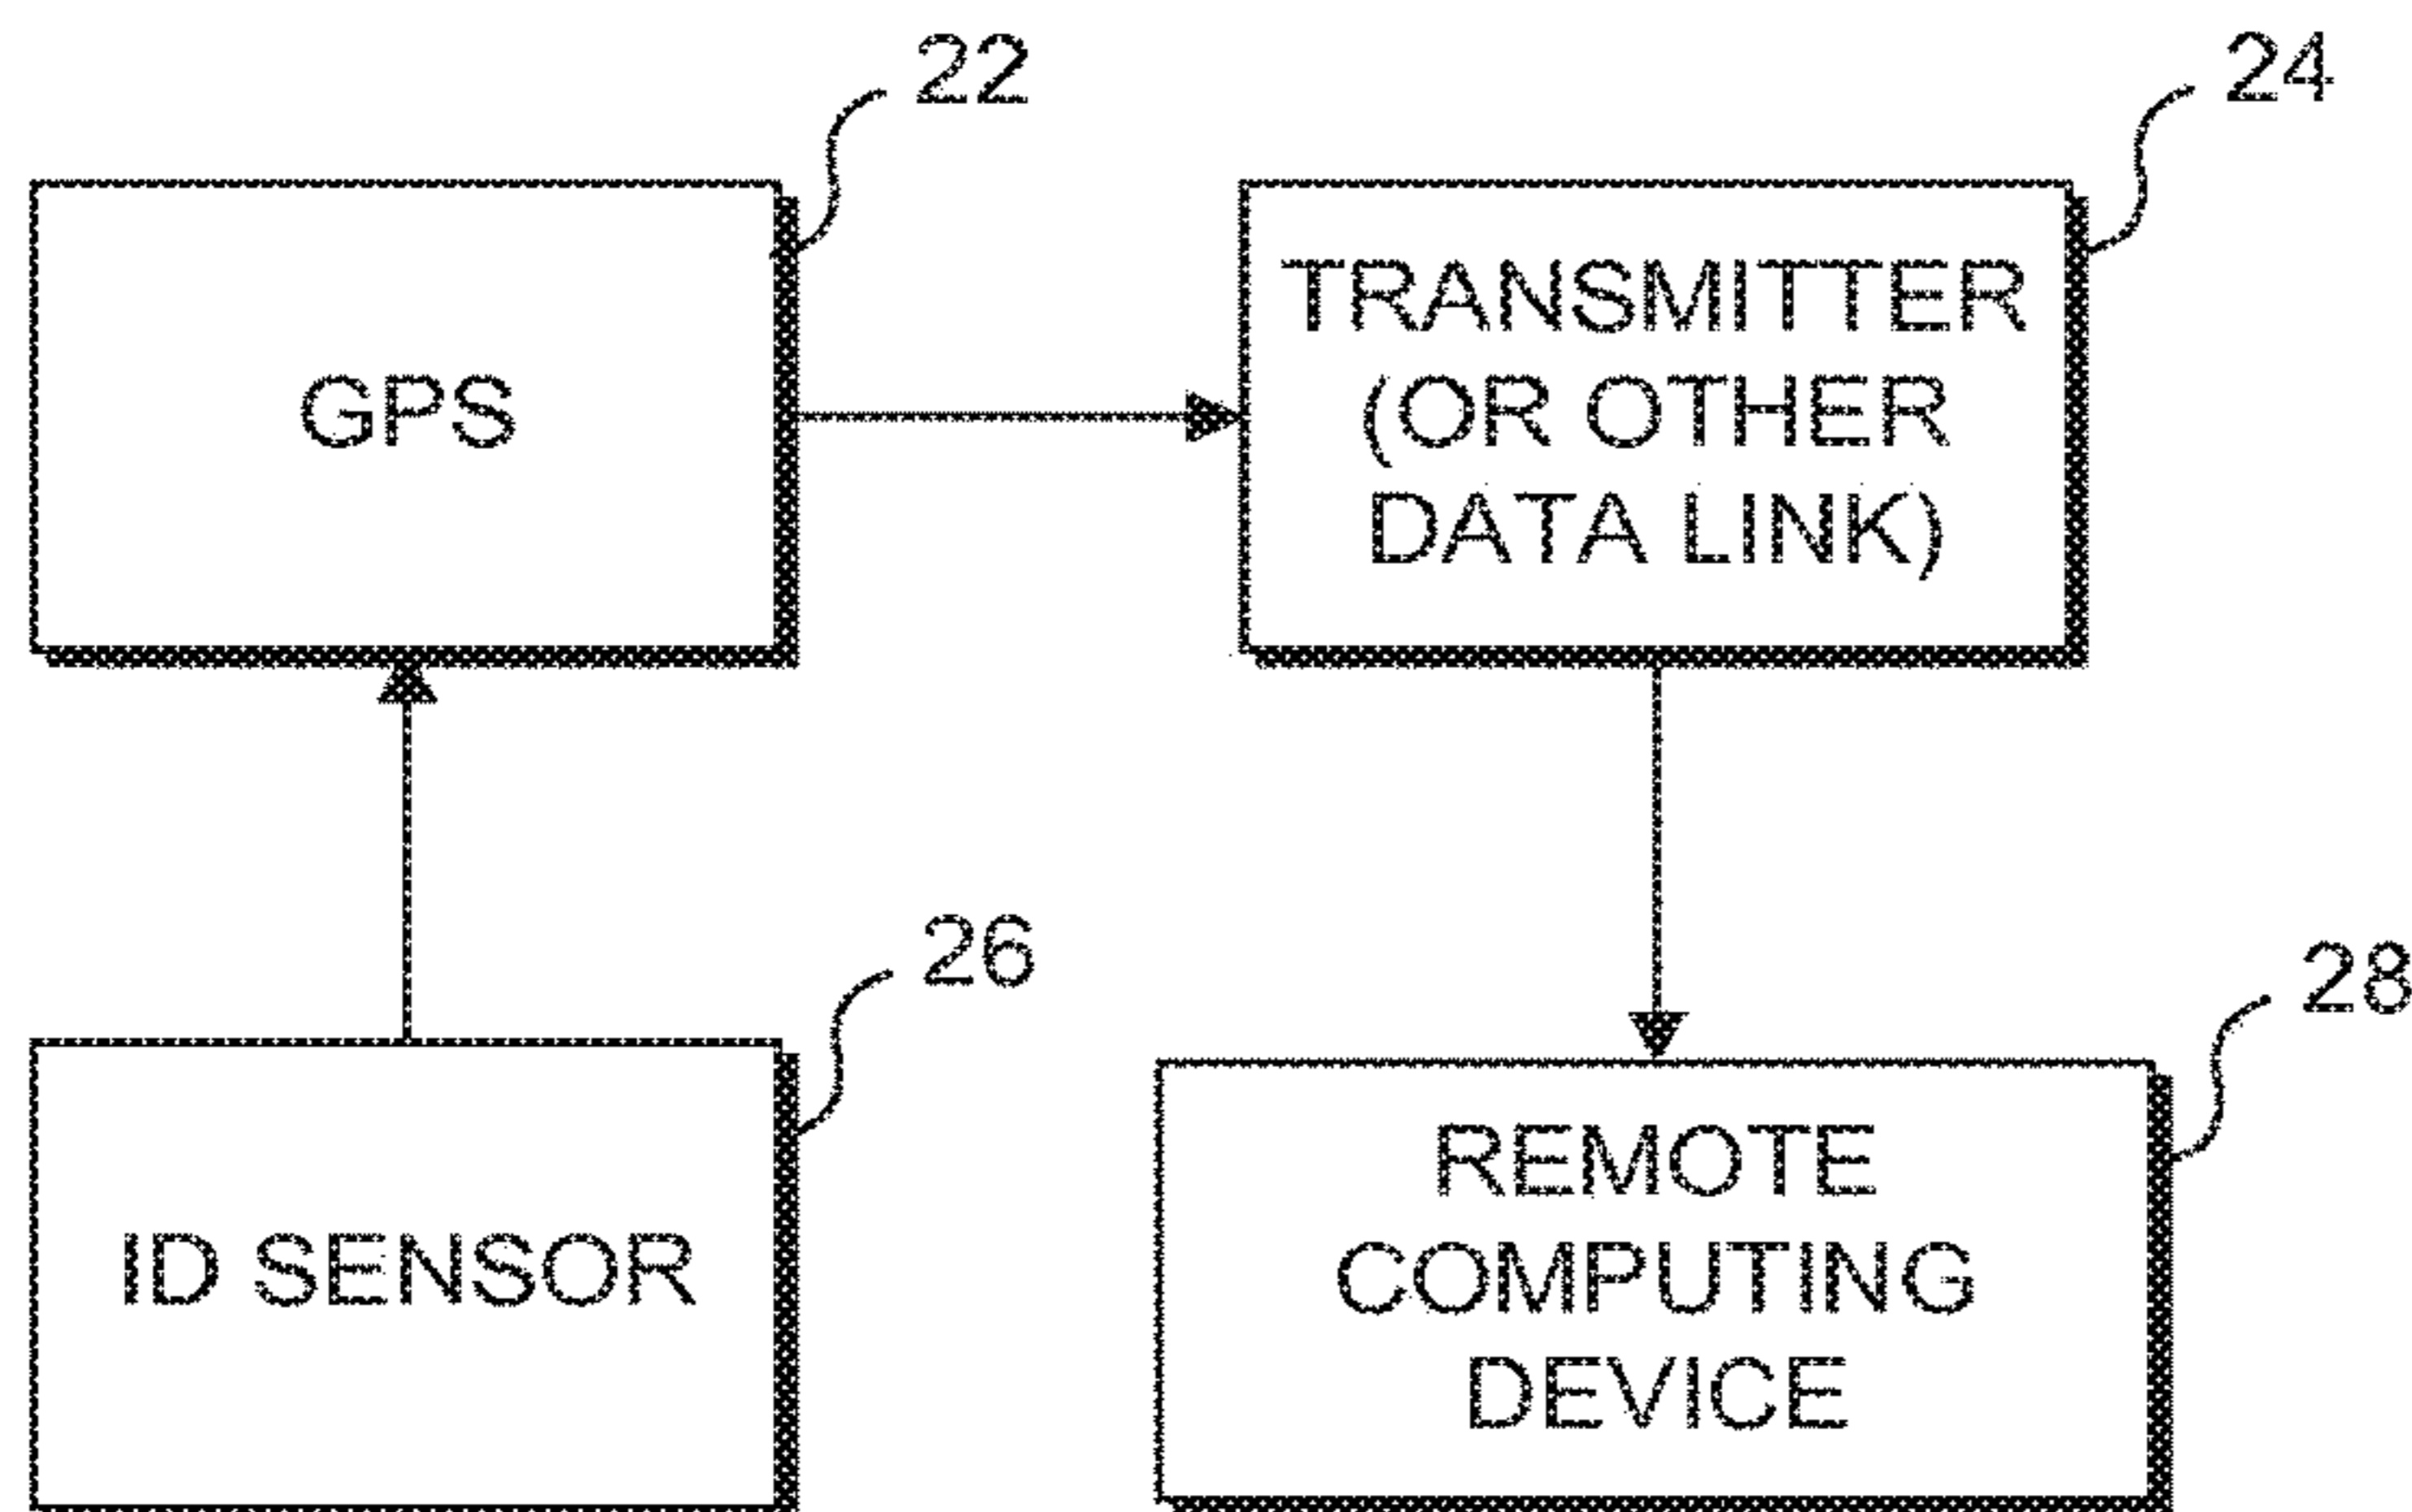 22
24
GPS
TRANSMITTER
(OR OTHER
DATA LINK)
26
28
ID SENSOR
REMOTE
COMPUTING
DEVICE